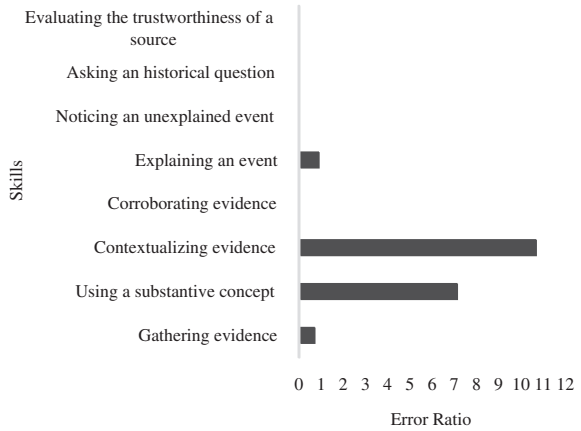 Evaluating the trustworthiness of a
source
Asking an historical question
Noticing an unexplained event
Explaining an event
Corroborating evidence
Contextualizing evidence
Using a substantive concept
Gathering evidence
Skills
0 1 2 3 4 5 6 7 8 9 10 11 12
Error Ratio